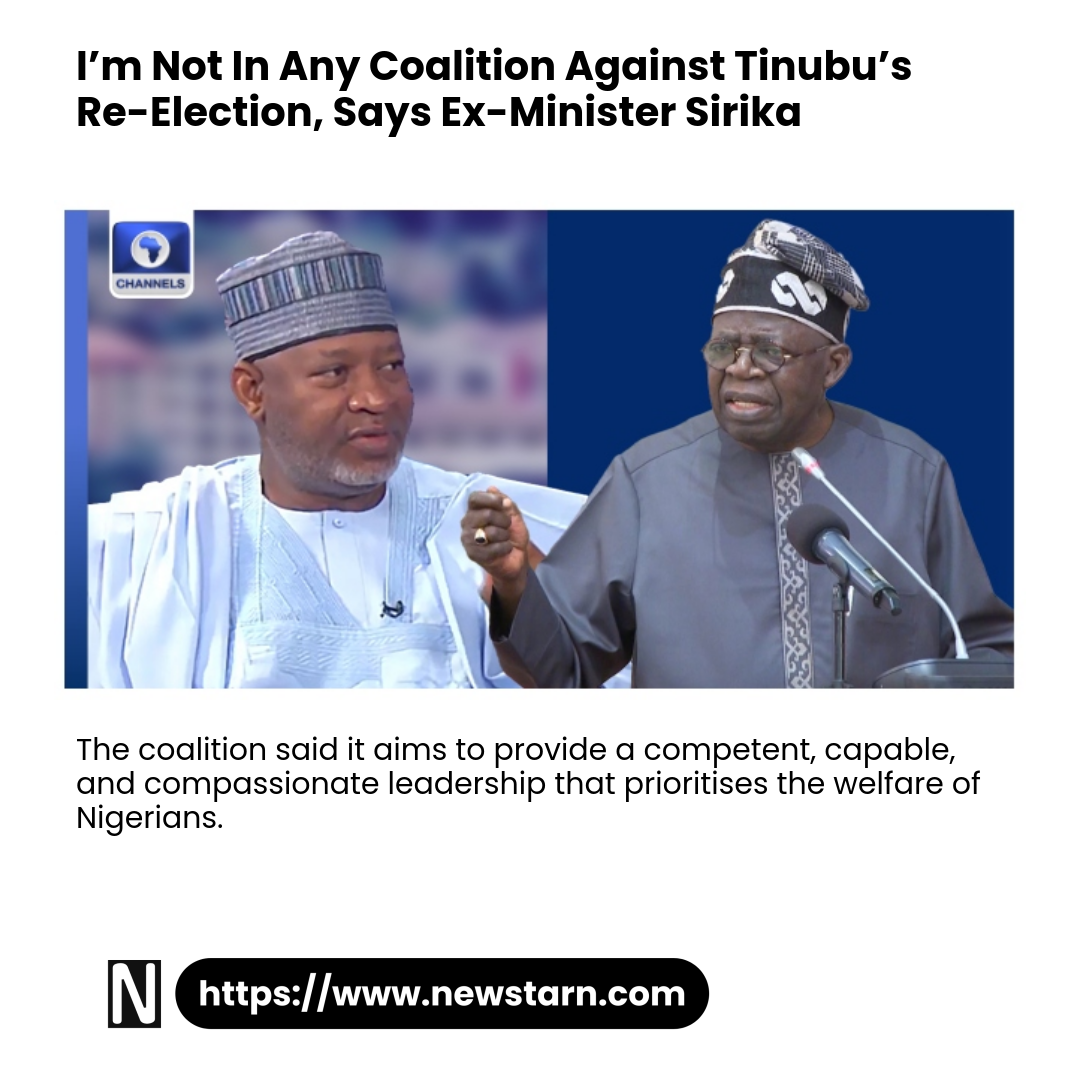 I’m Not In Any Coalition Against Tinubu’s
Re-Election, Says Ex-Minister Sirika
CHANNELS
The coalition said it aims to provide a competent, capable,
and compassionate leadership that prioritises the welfare of
Nigerians.
N
https://www.newstarn.com